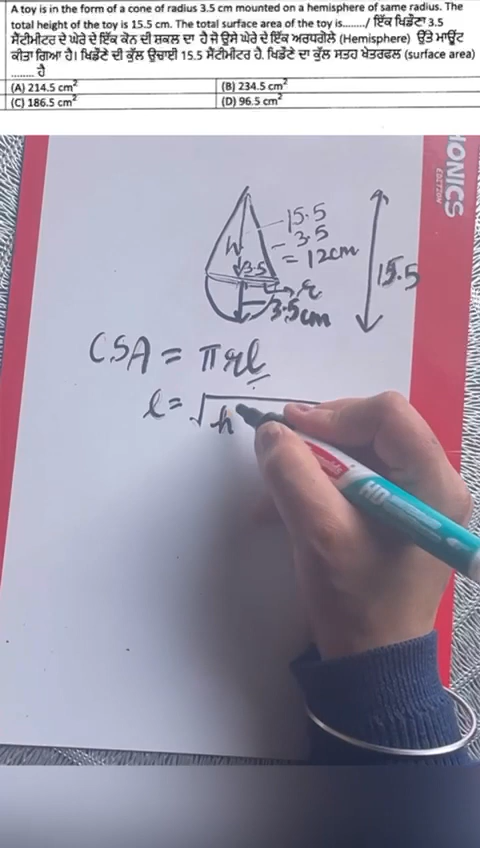 A toy is in the form of a cone of radius 3.5 cm mounted on a hemisphere of same radius. The
total height of the toy is 15.5 cm. The total surface area of the toy is......../ ਇੱਕ ਖਿਡੌਣਾ 3.5
ਸੈਂਟੀਮੀਟਰ ਦੇ ਘੇਰੇ ਦੇ ਇੱਕ ਕੋਨ ਦੀ ਸ਼ਕਲ ਦਾ ਹੈ ਜੋ ਉਸੇ ਘੇਰੇ ਦੇ ਇੱਕ ਅਰਧਗੋਲੇ (Hemisphere) ਉੱਤੇ ਮਾਊਂਟ
ਕੀਤਾ ਗਿਆ ਹੈ। ਖਿਡੌਣੇ ਦੀ ਕੁੱਲ ਉਚਾਈ 15.5 ਸੈਂਟੀਮੀਟਰ ਹੈ. ਖਿਡੌਣੇ ਦਾ ਕੁੱਲ ਸਤਹ ਖੇਤਰਫਲ (surface area)
........ ਹੈ
(A) 214.5 cm² (B) 234.5 cm²
(C) 186.5 cm² (D) 96.5 cm²
HONICS
EDITION
15.5
- 3.5
= 12cm
h
3.5
r
3.5cm
15.5
CSA = πrl
l = √h
HD